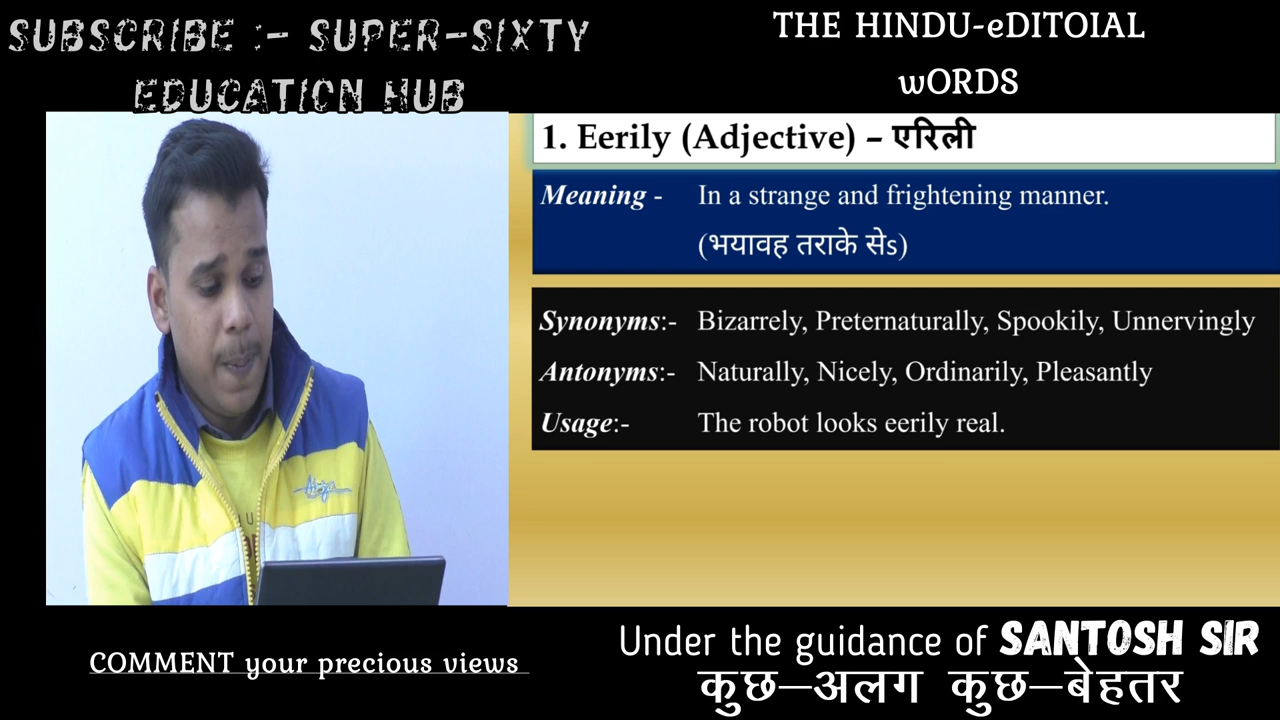 SUBSCRIBE :- SUPER-SIXTY
EDUCATION HUB
THE HINDU-eDITOIAL
wORDS
1. Eerily (Adjective) – एरिली
Meaning - In a strange and frightening manner.
(भयावह तराके सेs)
Synonyms:- Bizarrely, Preternaturally, Spookily, Unnervingly
Antonyms:- Naturally, Nicely, Ordinarily, Pleasantly
Usage:- The robot looks eerily real.
COMMENT your precious views
Under the guidance of SANTOSH SIR
कुछ–अलग कुछ–बेहतर